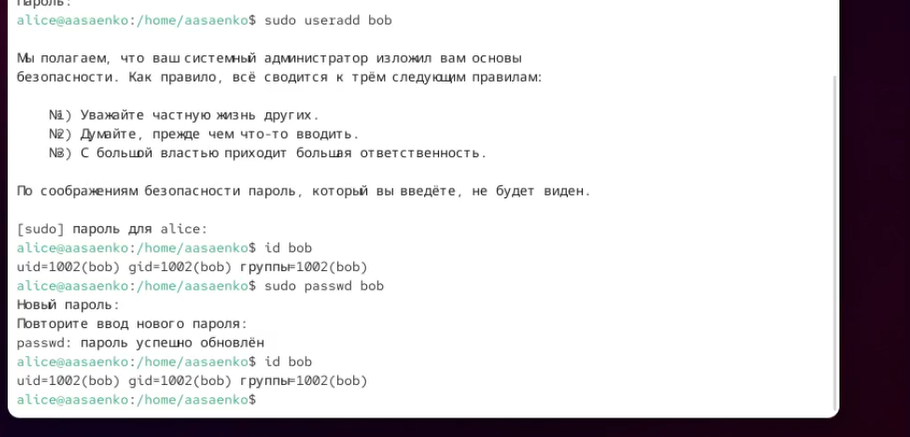 Пароль:
alice@aasaenko:/home/aasaenko$ sudo useradd bob
Мы полагаем, что ваш системный администратор изложил вам основы
безопасности. Как правило, всё сводится к трём следующим правилам:
№1) Уважайте частную жизнь других.
№2) Думайте, прежде чем что-то вводить.
№3) С большой властью приходит большая ответственность.
По соображениям безопасности пароль, который вы введёте, не будет виден.
[sudo] пароль для alice:
alice@aasaenko:/home/aasaenko$ id bob
uid=1002(bob) gid=1002(bob) группы=1002(bob)
alice@aasaenko:/home/aasaenko$ sudo passwd bob
Новый пароль:
Повторите ввод нового пароля:
passwd: пароль успешно обновлён
alice@aasaenko:/home/aasaenko$ id bob
uid=1002(bob) gid=1002(bob) группы=1002(bob)
alice@aasaenko:/home/aasaenko$